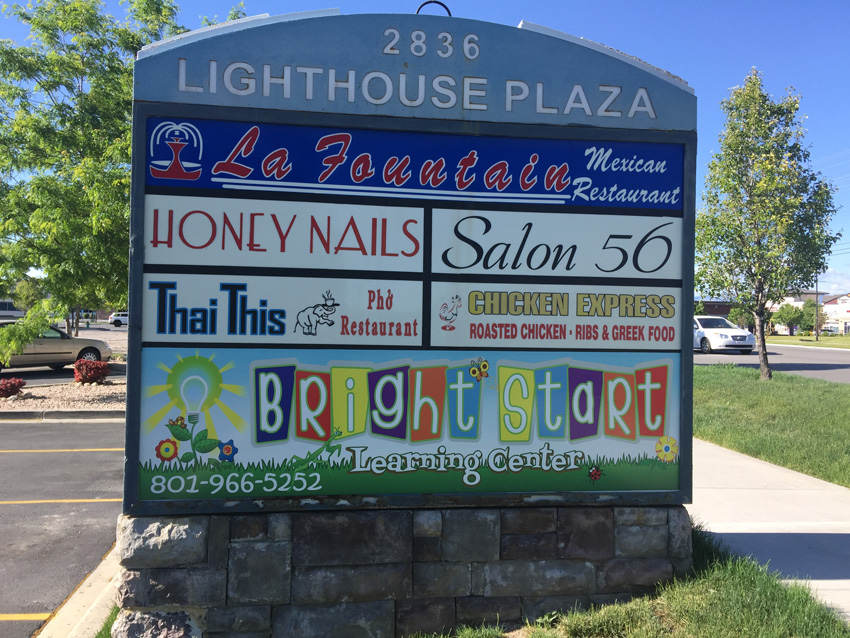 2836
LIGHTHOUSE PLAZA
La Fountain Mexican Restaurant
HONEY NAILS
Salon 56
Thai This Phở Restaurant
CHICKEN EXPRESS
ROASTED CHICKEN · RIBS & GREEK FOOD
BRight Start
Learning Center
801-966-5252